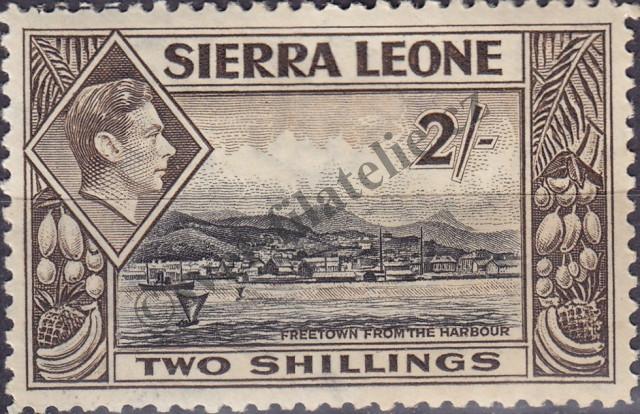 SIERRA LEONE
2/-
FREETOWN FROM THE HARBOUR
TWO SHILLINGS